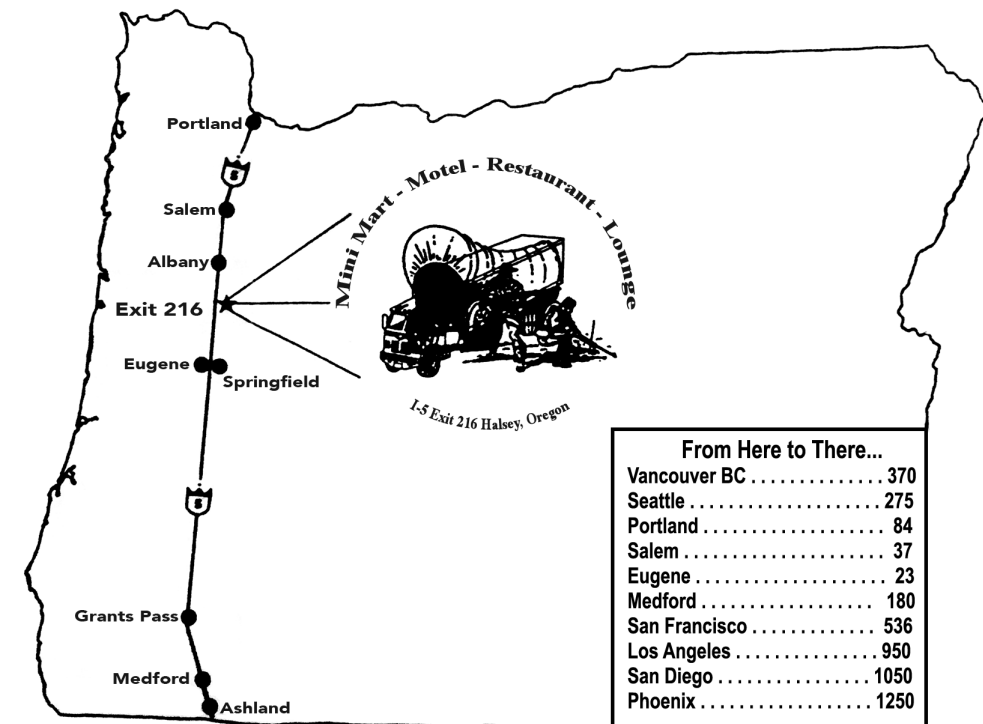 Portland
5
Salem
Albany
Exit 216
Eugene
Springfield
5
Grants Pass
Medford
Ashland
Mini Mart - Motel - Restaurant - Lounge
I-5 Exit 216 Halsey, Oregon
From Here to There...
Vancouver BC . . . . . . . . . . . . . . 370
Seattle . . . . . . . . . . . . . . . . . . . . 275
Portland . . . . . . . . . . . . . . . . . . . 84
Salem . . . . . . . . . . . . . . . . . . . . . 37
Eugene . . . . . . . . . . . . . . . . . . . . 23
Medford . . . . . . . . . . . . . . . . . . 180
San Francisco . . . . . . . . . . . . . 536
Los Angeles . . . . . . . . . . . . . . . 950
San Diego . . . . . . . . . . . . . . . . 1050
Phoenix . . . . . . . . . . . . . . . . . . 1250